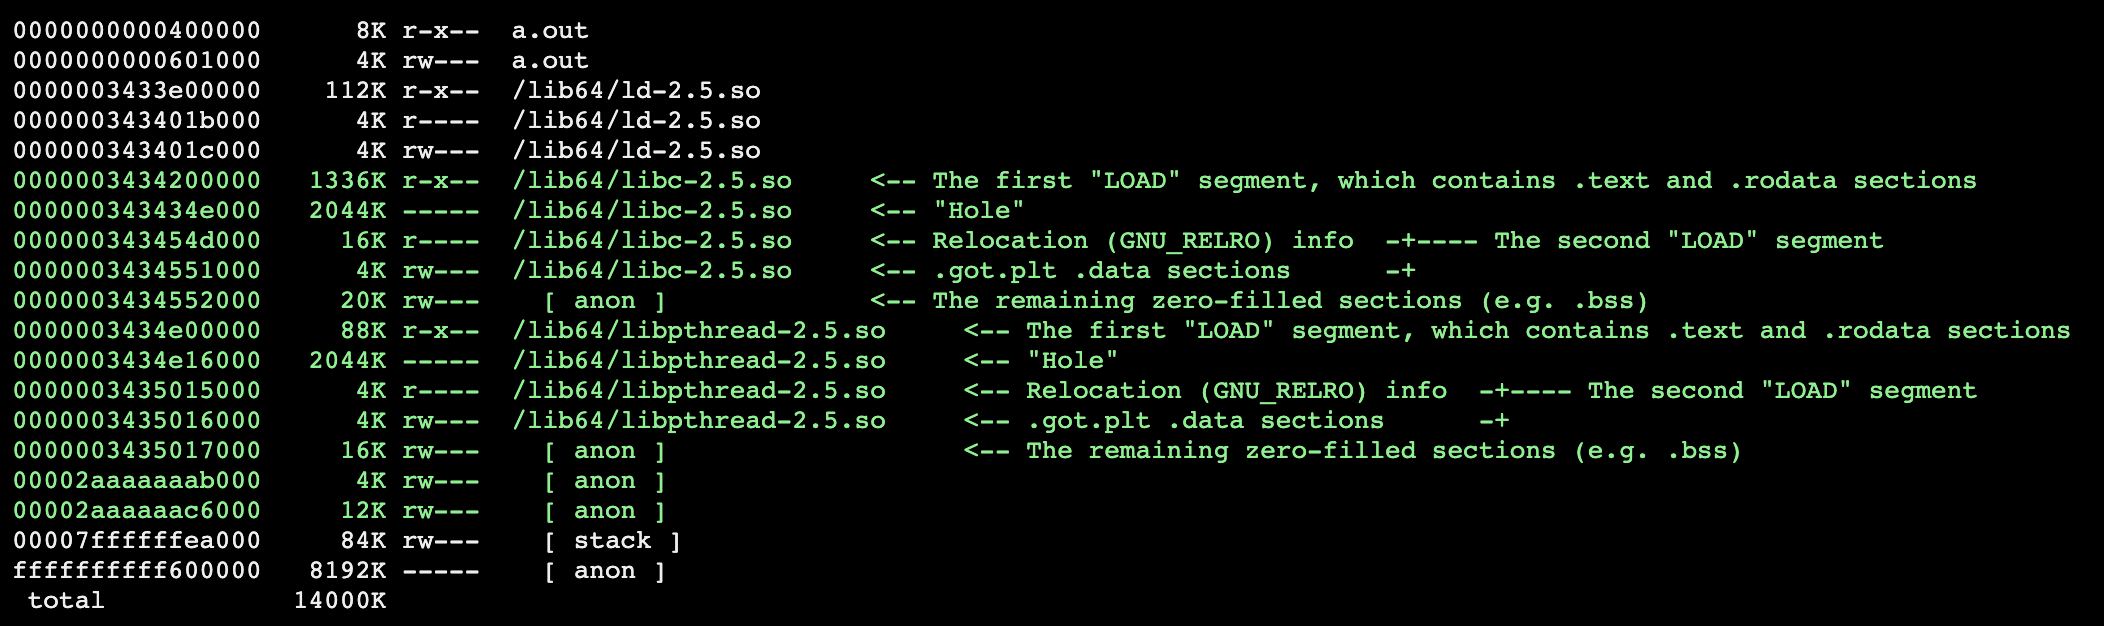 0000000000400000      8K r-x--  a.out
0000000000601000      4K rw---  a.out
0000003433e00000    112K r-x--  /lib64/ld-2.5.so
000000343401b000      4K r----  /lib64/ld-2.5.so
000000343401c000      4K rw---  /lib64/ld-2.5.so
0000003434200000   1336K r-x--  /lib64/libc-2.5.so     <-- The first "LOAD" segment, which contains .text and .rodata sections
000000343434e000   2044K -----  /lib64/libc-2.5.so     <-- "Hole"
000000343454d000     16K r----  /lib64/libc-2.5.so     <-- Relocation (GNU_RELRO) info  -+---- The second "LOAD" segment
0000003434551000      4K rw---  /lib64/libc-2.5.so     <-- .got.plt .data sections      -+
0000003434552000     20K rw---    [ anon ]             <-- The remaining zero-filled sections (e.g. .bss)
0000003434e00000     88K r-x--  /lib64/libpthread-2.5.so     <-- The first "LOAD" segment, which contains .text and .rodata sections
0000003434e16000   2044K -----  /lib64/libpthread-2.5.so     <-- "Hole"
0000003435015000      4K r----  /lib64/libpthread-2.5.so     <-- Relocation (GNU_RELRO) info  -+---- The second "LOAD" segment
0000003435016000      4K rw---  /lib64/libpthread-2.5.so     <-- .got.plt .data sections      -+
0000003435017000     16K rw---    [ anon ]                   <-- The remaining zero-filled sections (e.g. .bss)
00002aaaaaaab000      4K rw---    [ anon ]
00002aaaaaac6000     12K rw---    [ anon ]
00007ffffffea000     84K rw---    [ stack ]
ffffffffff600000   8192K -----    [ anon ]
 total            14000K